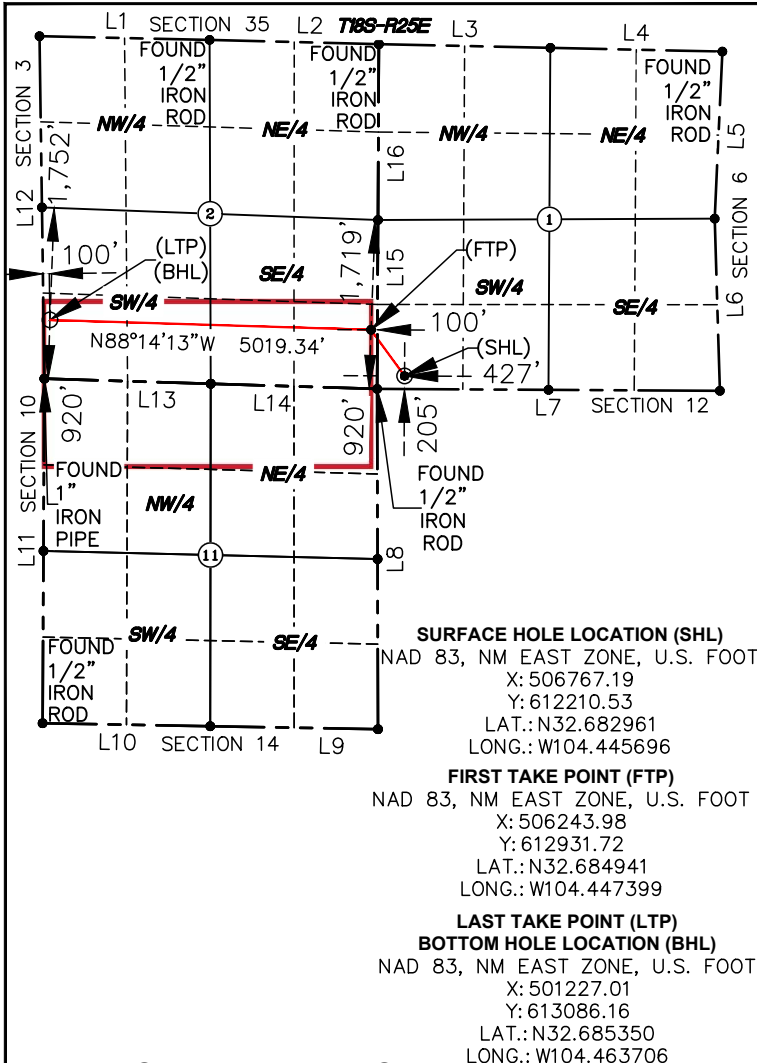 L1 SECTION 35 L2 T18S-R25E L3 L4
FOUND
1/2"
IRON
ROD
FOUND
1/2"
IRON
ROD
FOUND
1/2"
IRON
ROD
SECTION 3
NW/4
NE/4
NW/4
NE/4
L5
L16
L12
1,752'
2
1
SECTION 6
100'
(LTP)
(BHL)
SE/4
1,719'
L15
(FTP)
SW/4
SW/4
SE/4
L6
100'
N88°14'13"W 5019.34'
(SHL)
427'
L13
L14
L7
SECTION 12
920'
920'
205'
SECTION 10
FOUND
1"
IRON
PIPE
NE/4
NW/4
FOUND
1/2"
IRON
ROD
L11
11
L8
SW/4
SE/4
FOUND
1/2"
IRON
ROD
L10
SECTION 14
L9
SURFACE HOLE LOCATION (SHL)
NAD 83, NM EAST ZONE, U.S. FOOT
X: 506767.19
Y: 612210.53
LAT.: N32.682961
LONG.: W104.445696
FIRST TAKE POINT (FTP)
NAD 83, NM EAST ZONE, U.S. FOOT
X: 506243.98
Y: 612931.72
LAT.: N32.684941
LONG.: W104.447399
LAST TAKE POINT (LTP)
BOTTOM HOLE LOCATION (BHL)
NAD 83, NM EAST ZONE, U.S. FOOT
X: 501227.01
Y: 613086.16
LAT.: N32.685350
LONG.: W104.463706